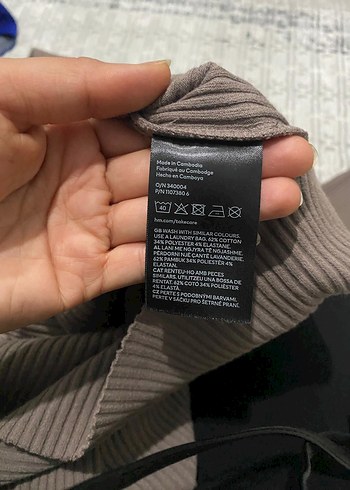 Made in Cambodia
Fabriqué au Cambodge
Hecho en Camboya
O/N 340004
P/N 1107380 6
40
hm.com/takecare
GB WASH WITH SIMILAR COLOURS.
USE A LAUNDRY BAG. 62% COTTON
34% POLYESTER 4% ELASTANE.
AL LANI ME NGJYRA TË NGJASHME.
PËRDORNI NJË ÇANTË LAVANDERIE.
62% PAMBUK 34% POLIESTËR 4%
ELASTAN.
CAT RENTEU-HO AMB PECES
SIMILARS. UTILITZEU UNA BOSSA DE
RENTAT. 62% COTÓ 34% POLIÈSTER
4% ELASTÀ.
CZ PERTE S PODOBNÝMI BARVAMI.
PERTE V SÁČKU PRO ŠETRNÉ PRANÍ.